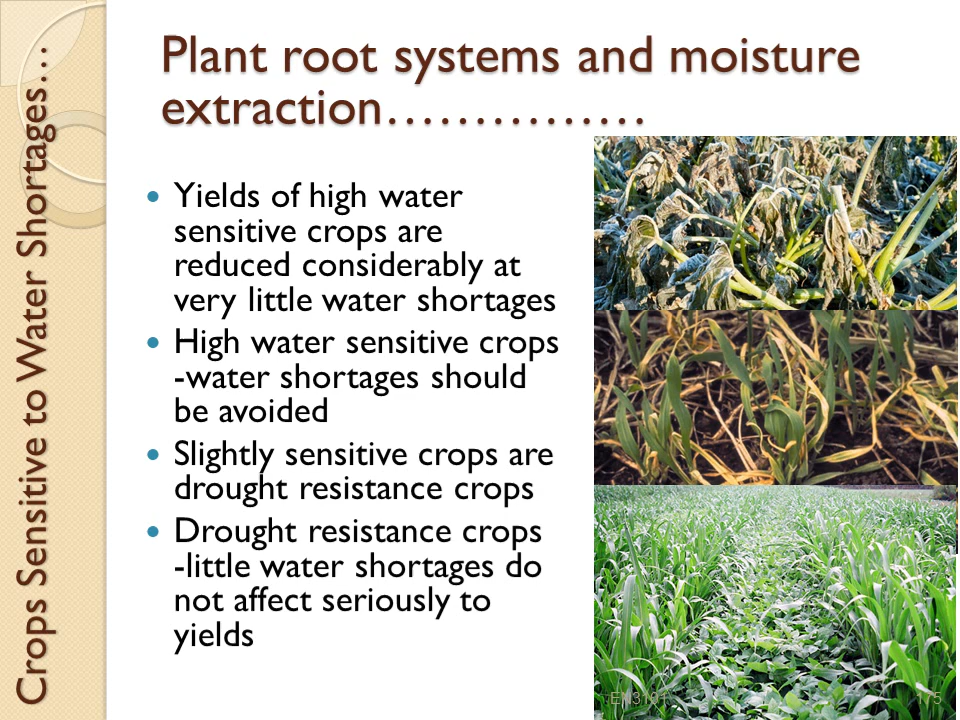 Crops Sensitive to Water Shortages…
Plant root systems and moisture
extraction……………
Yields of high water
sensitive crops are
reduced considerably at
very little water shortages
High water sensitive crops
-water shortages should
be avoided
Slightly sensitive crops are
drought resistance crops
Drought resistance crops
-little water shortages do
not affect seriously to
yields